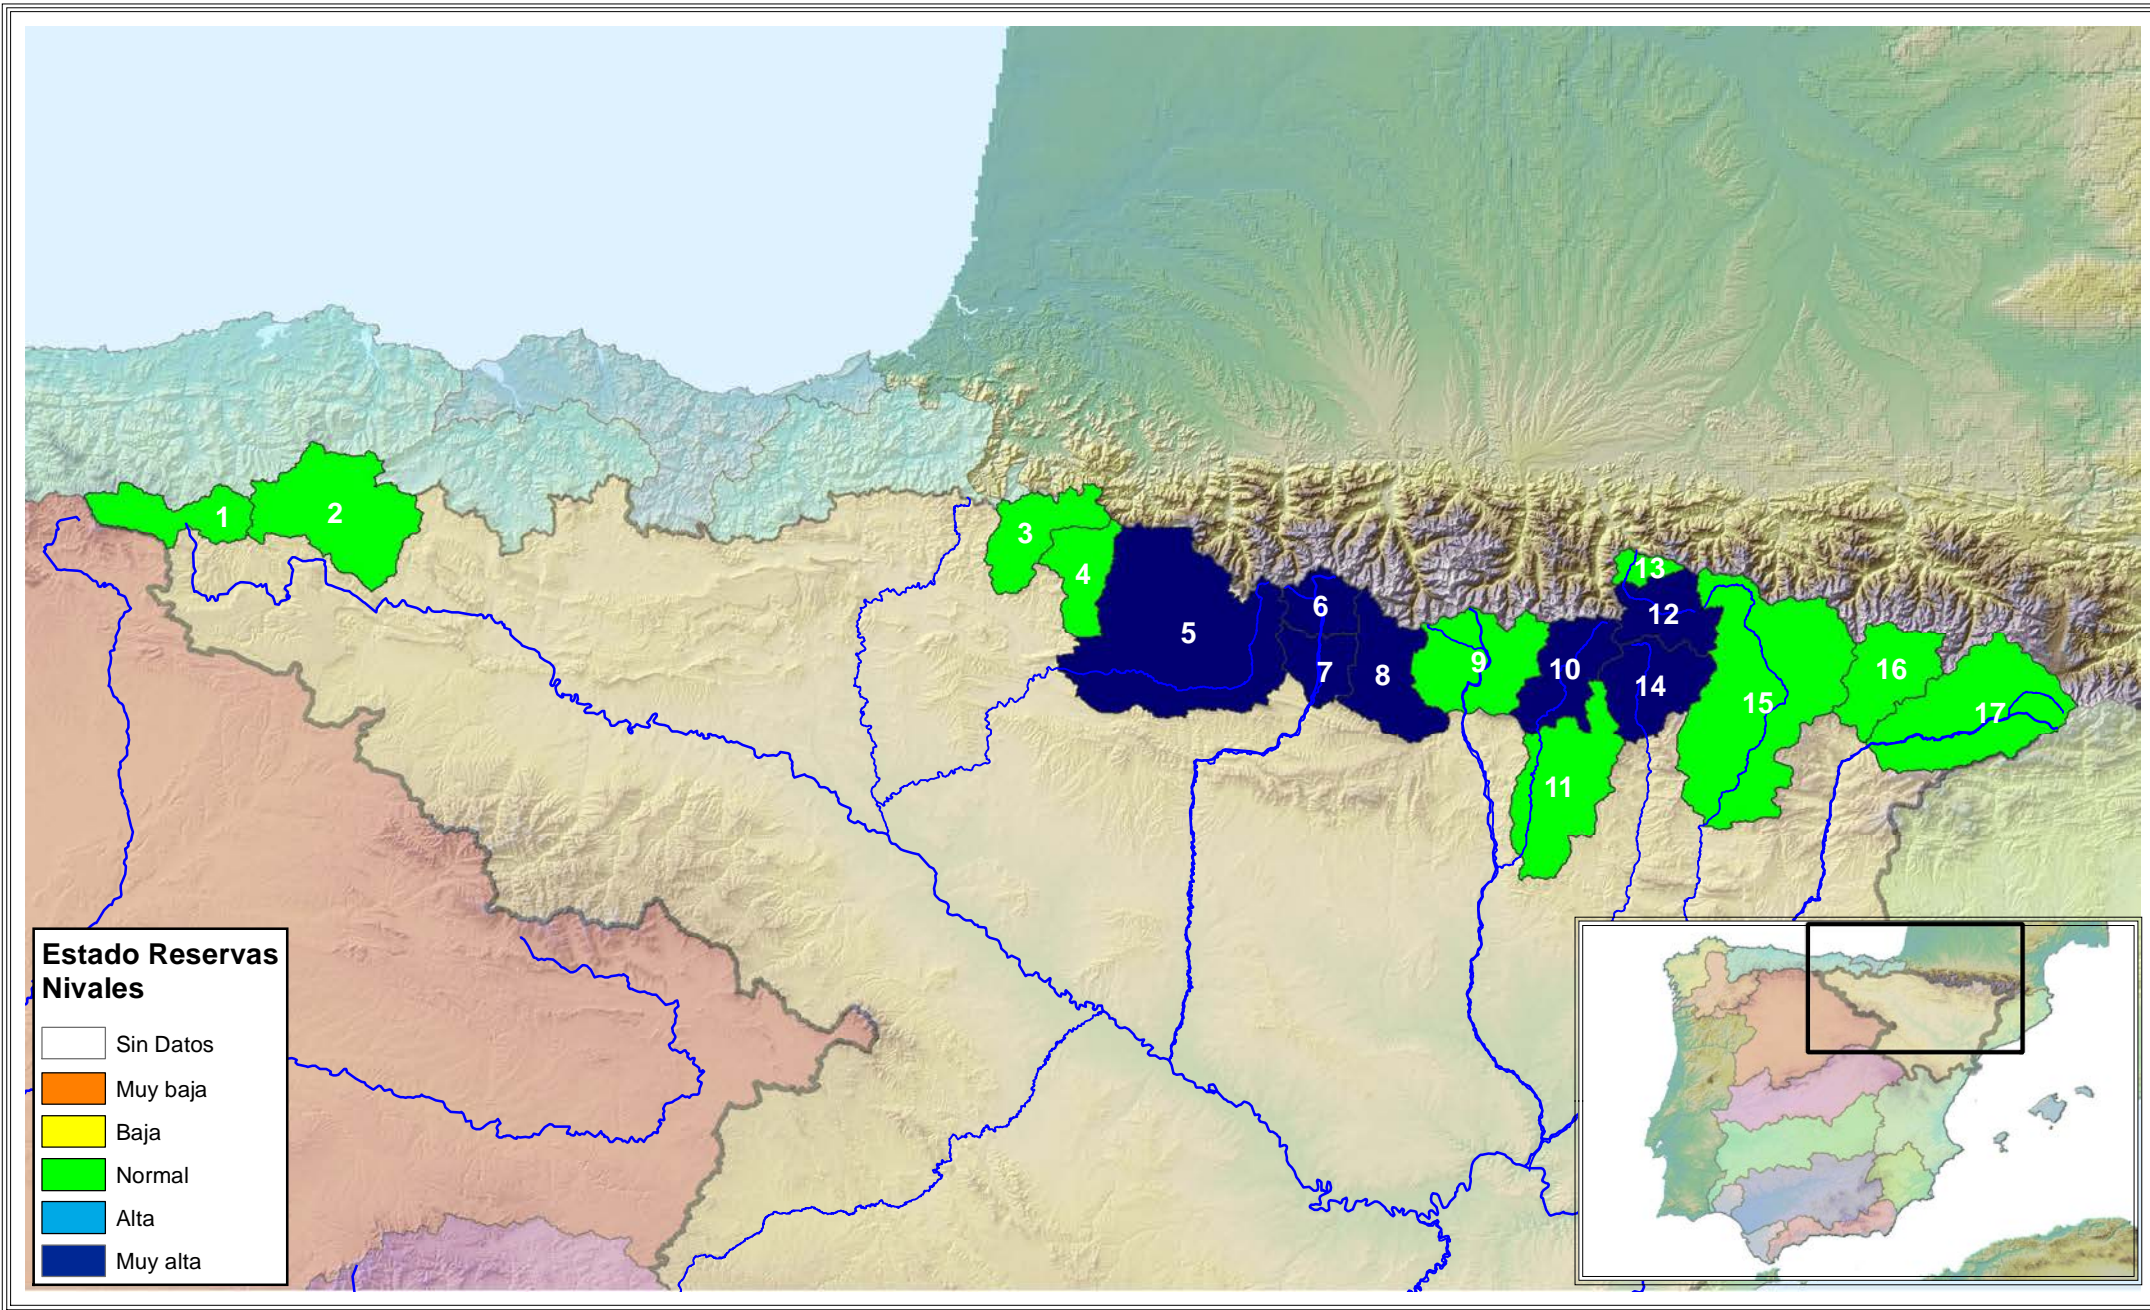 1
2
3
4
5
6
7
8
9
10
11
12
13
14
15
16
17
Estado Reservas
Nivales
Sin Datos
Muy baja
Baja
Normal
Alta
Muy alta